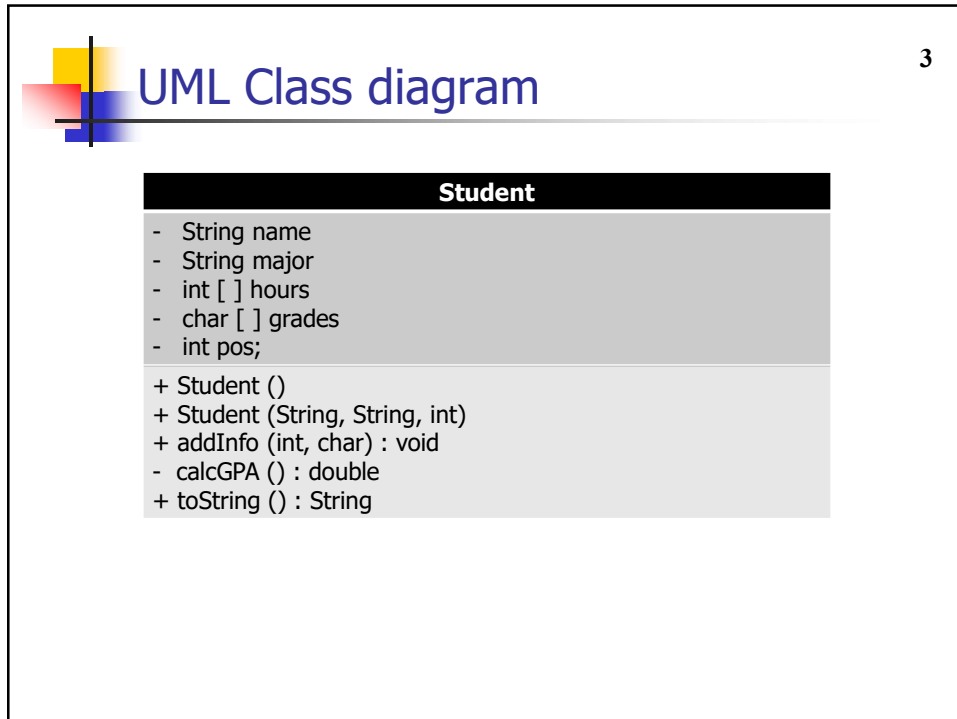 3
UML Class diagram
Student
- String name
- String major
- int [ ] hours
- char [ ] grades
- int pos;
+ Student ()
+ Student (String, String, int)
+ addInfo (int, char) : void
- calcGPA () : double
+ toString () : String